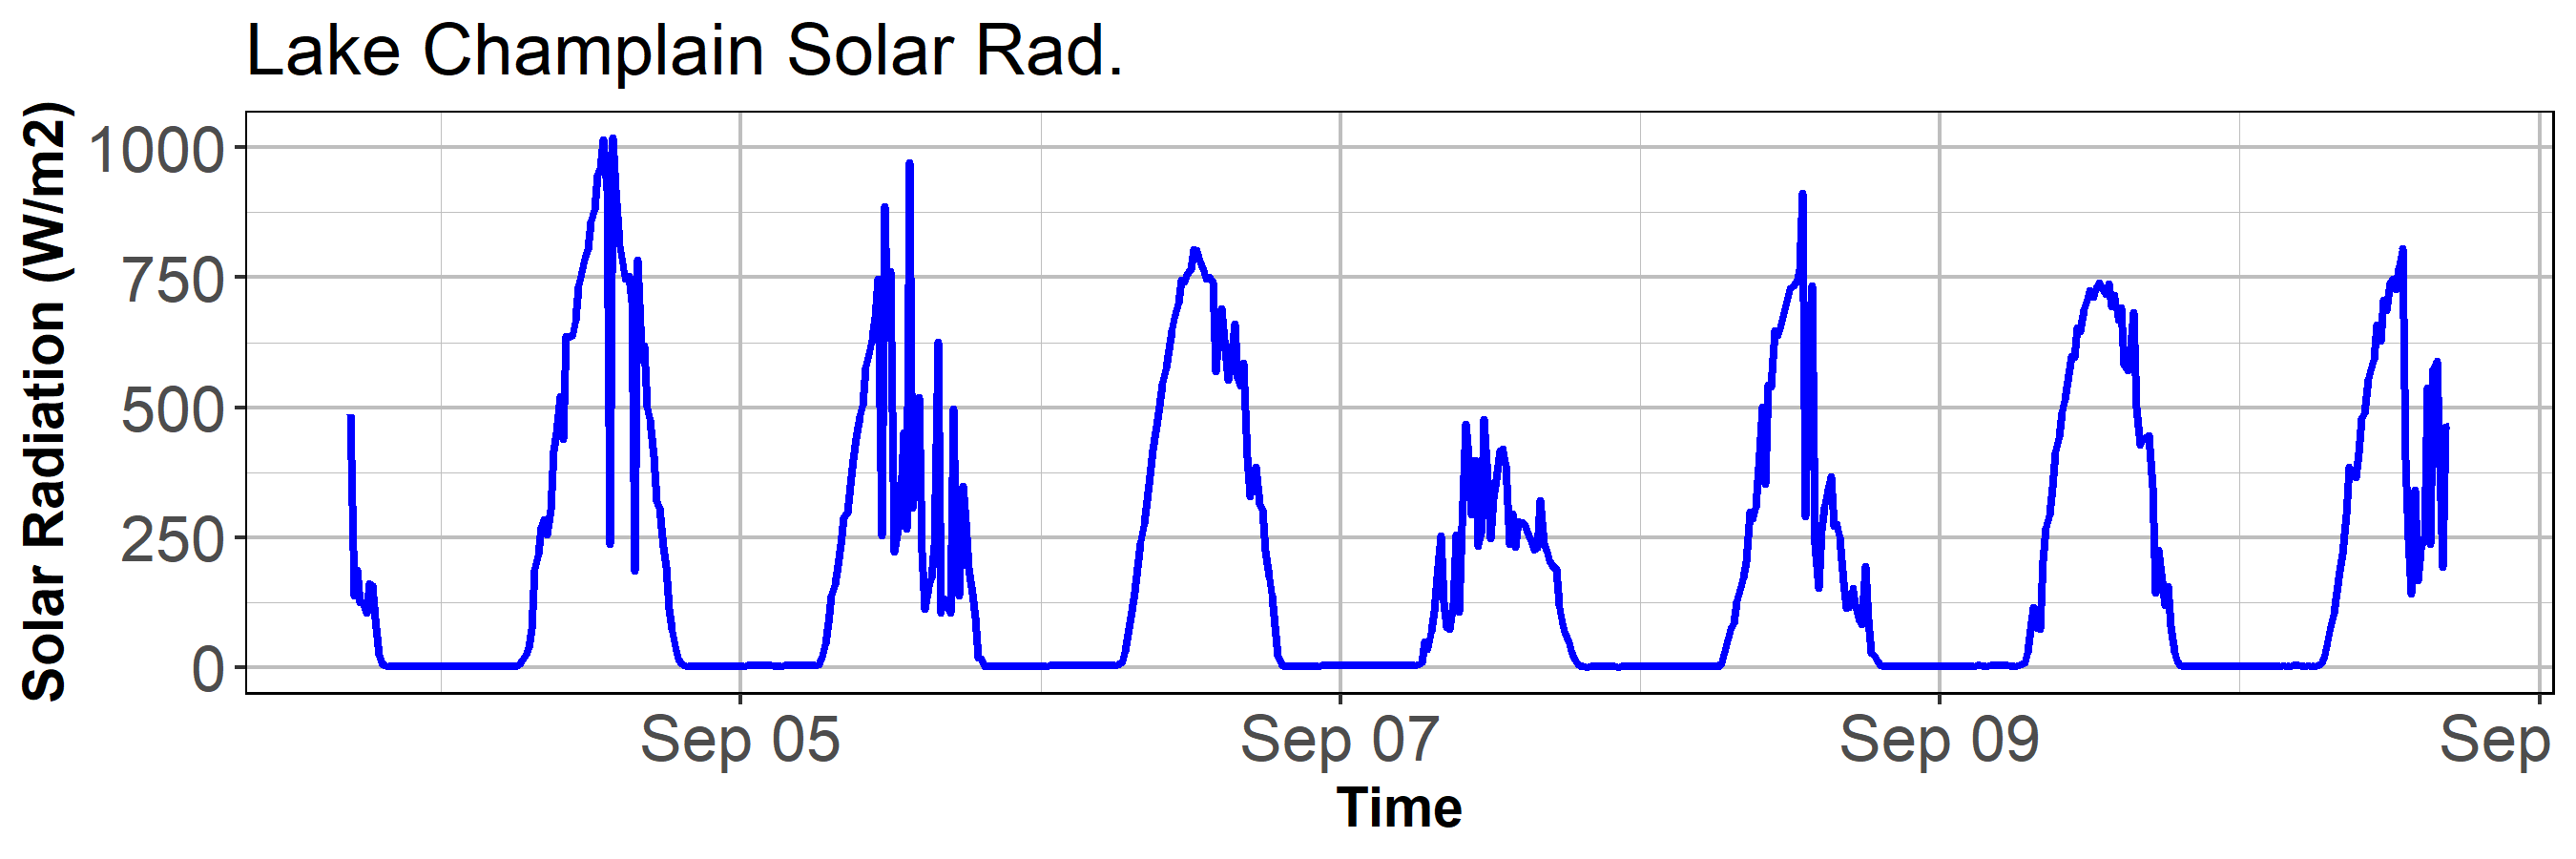 Lake Champlain Solar Rad.
Solar Radiation (W/m2)
1000
750
500
250
0
Sep 05 Sep 07 Sep 09 Sep
Time